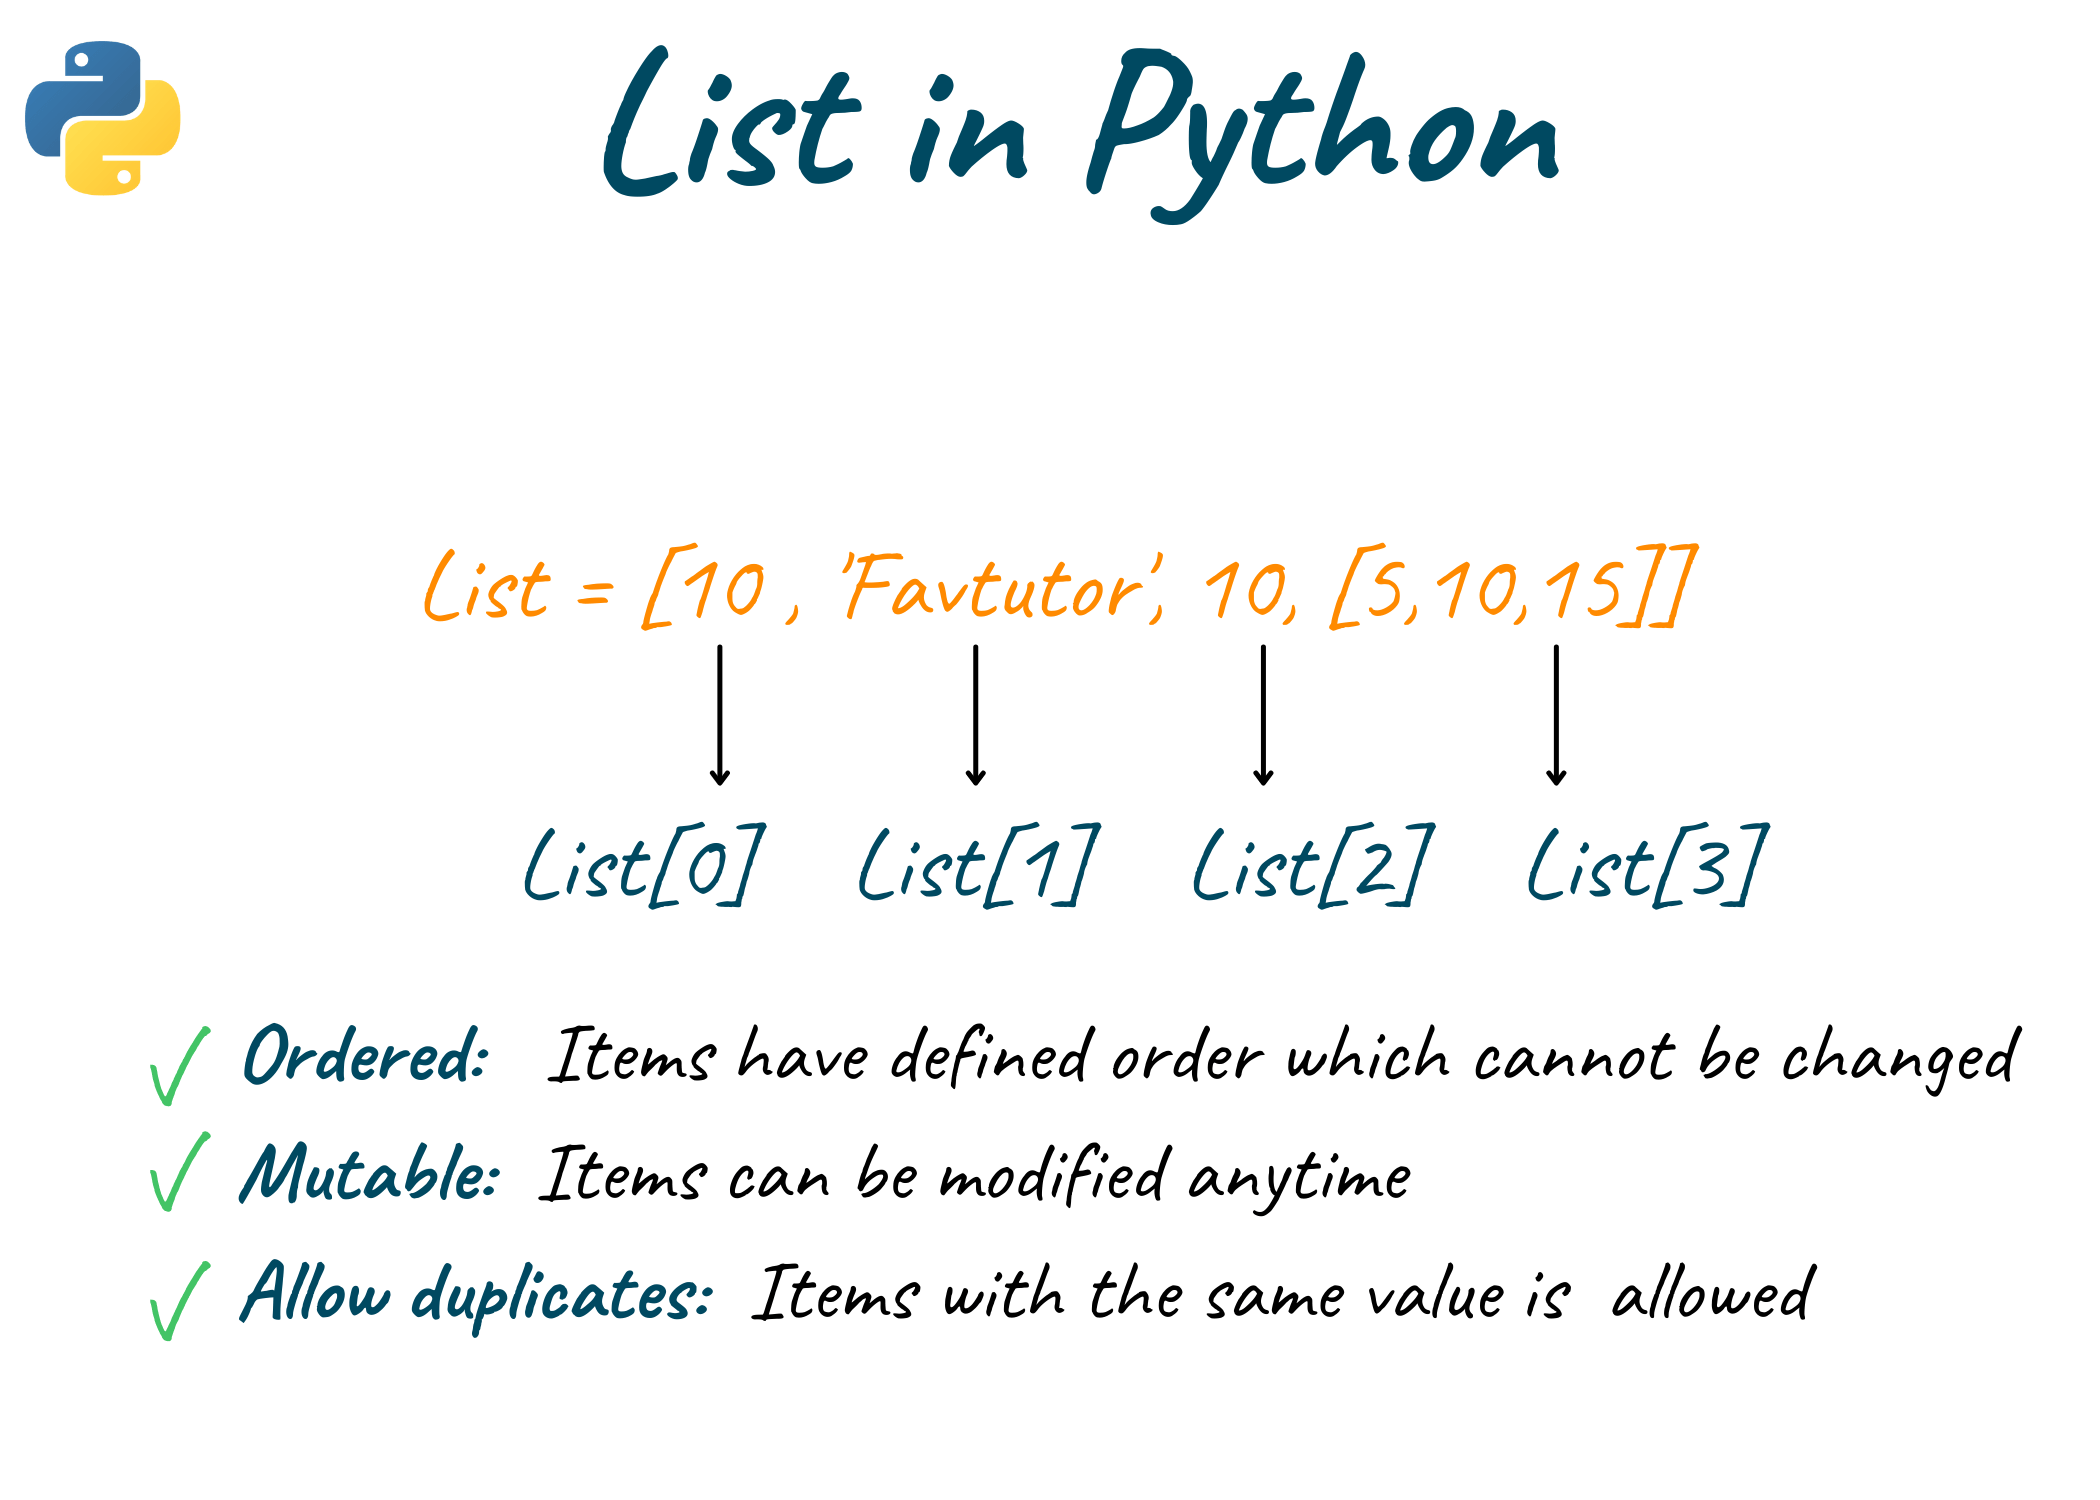 List in Python
List = [10 , 'Favtutor', 10, [5,10,15]]
List[0] List[1] List[2] List[3]
Ordered: Items have defined order which cannot be changed
Mutable: Items can be modified anytime
Allow duplicates: Items with the same value is allowed